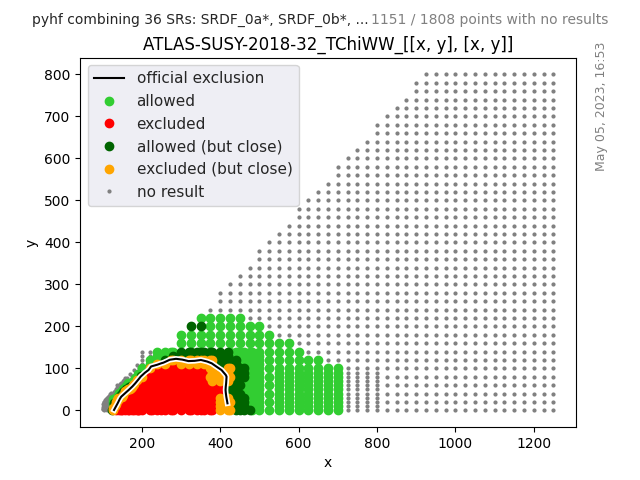 pyhf combining 36 SRs: SRDF_0a*, SRDF_0b*, ... 1151 / 1808 points with no results
ATLAS-SUSY-2018-32_TChiWW_[[x, y], [x, y]]
official exclusion
allowed
excluded
allowed (but close)
excluded (but close)
no result
May 05, 2023, 16:53
y
800
700
600
500
400
300
200
100
0
200 400 600 800 1000 1200
x